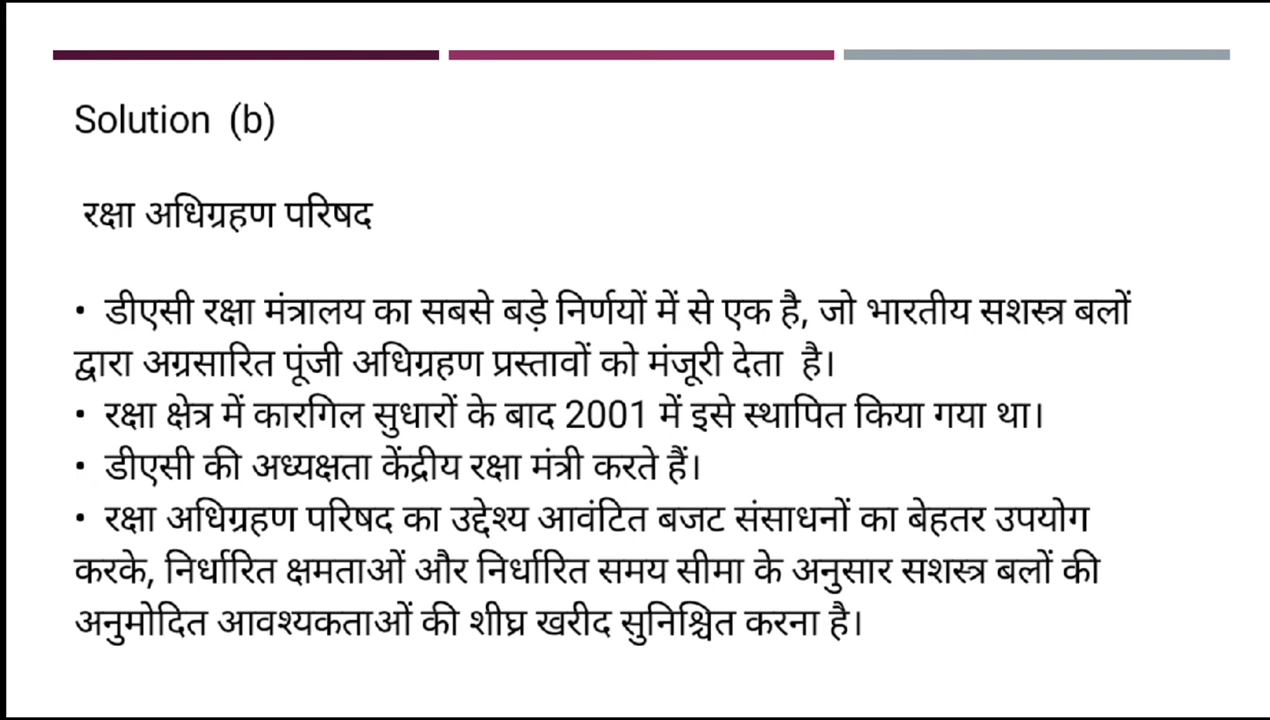 Solution (b)
रक्षा अधिग्रहण परिषद
• डीएसी रक्षा मंत्रालय का सबसे बड़े निर्णयों में से एक है, जो भारतीय सशस्त्र बलों
द्वारा अग्रसारित पूंजी अधिग्रहण प्रस्तावों को मंजूरी देता है।
• रक्षा क्षेत्र में कारगिल सुधारों के बाद 2001 में इसे स्थापित किया गया था।
• डीएसी की अध्यक्षता केंद्रीय रक्षा मंत्री करते हैं।
• रक्षा अधिग्रहण परिषद का उद्देश्य आवंटित बजट संसाधनों का बेहतर उपयोग
करके, निर्धारित क्षमताओं और निर्धारित समय सीमा के अनुसार सशस्त्र बलों की
अनुमोदित आवश्यकताओं की शीघ्र खरीद सुनिश्चित करना है।